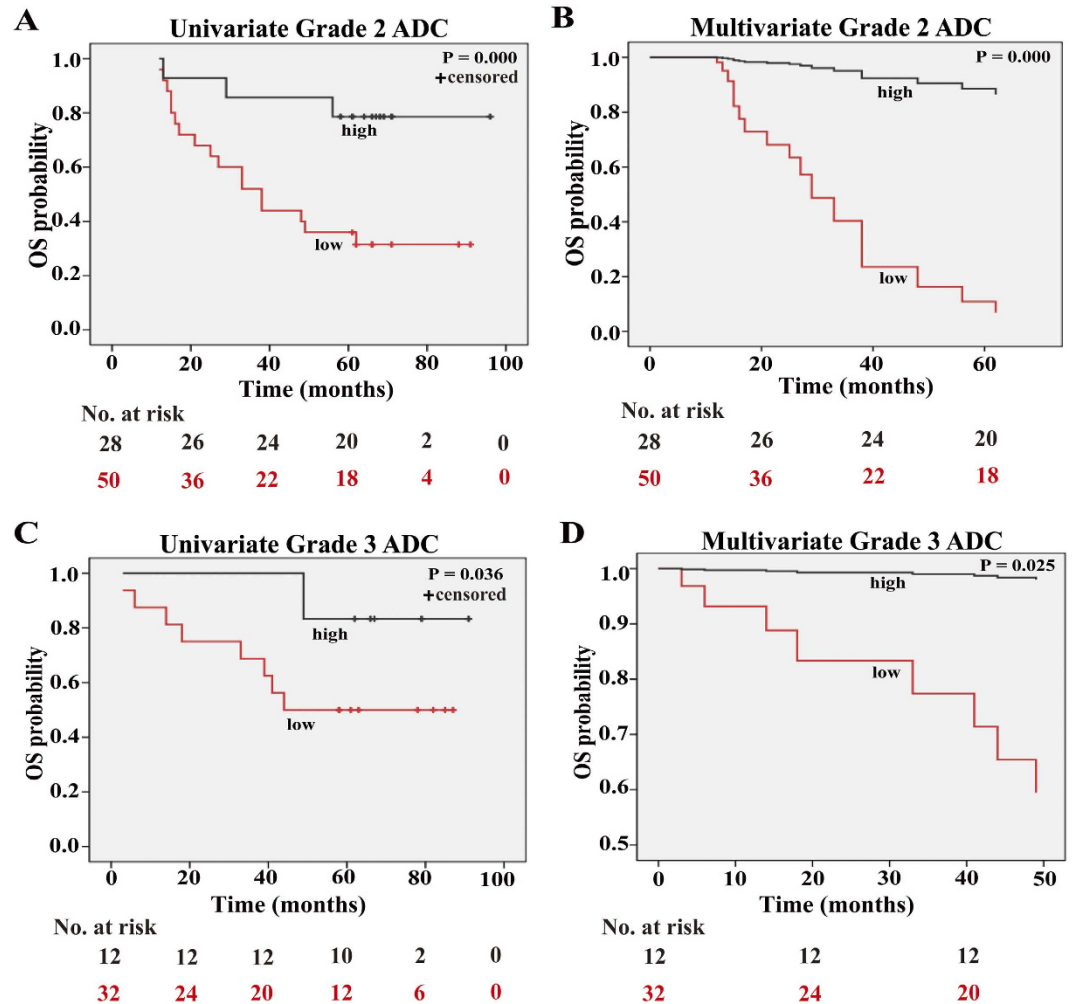 A
Univariate Grade 2 ADC
P = 0.000
+censored
OS probability
1.0
0.8
0.6
0.4
0.2
0.0
high
low
0 20 40 60 80 100
Time (months)
No. at risk
28 26 24 20 2 0
50 36 22 18 4 0
B
Multivariate Grade 2 ADC
P = 0.000
OS probability
1.0
0.8
0.6
0.4
0.2
0.0
high
low
0 20 40 60
Time (months)
No. at risk
28 26 24 20
50 36 22 18
C
Univariate Grade 3 ADC
P = 0.036
+censored
OS probability
1.0
0.8
0.6
0.4
0.2
0.0
high
low
0 20 40 60 80 100
Time (months)
No. at risk
12 12 12 10 2 0
32 24 20 12 6 0
D
Multivariate Grade 3 ADC
P = 0.025
OS probability
1.0
0.9
0.8
0.7
0.6
0.5
high
low
0 10 20 30 40 50
Time (months)
No. at risk
12 12 12
32 24 20